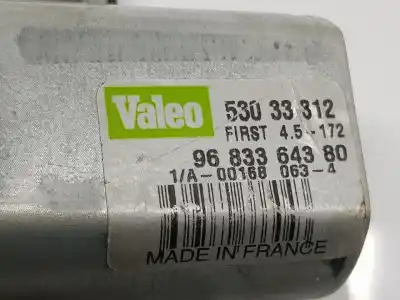 Valeo 530 33 312
FIRST 4.5-172
96 833 643 80
1/A-00168 063-4
MADE IN FRANCE